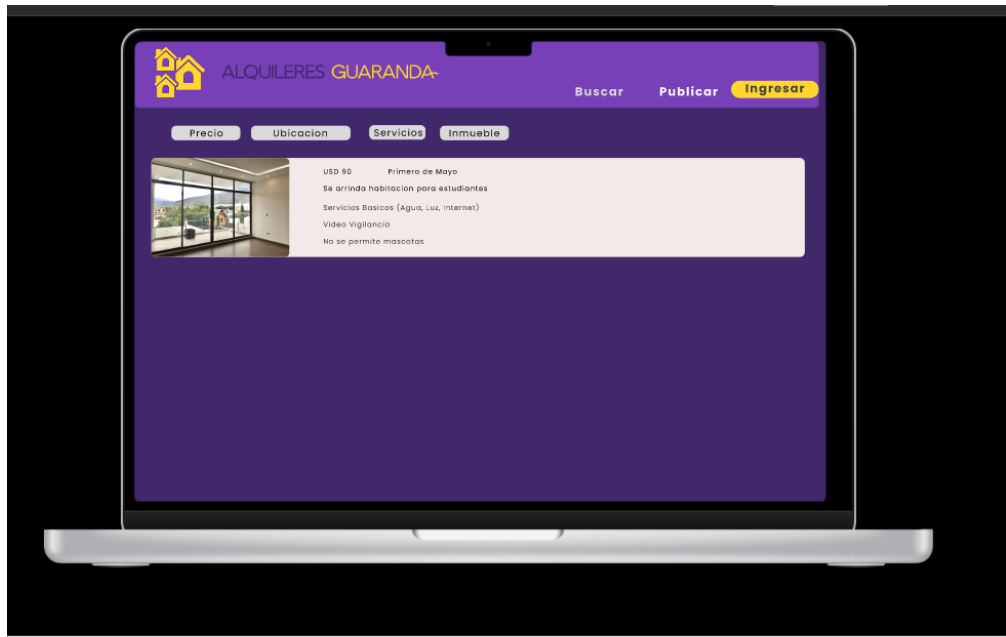 ALQUILERES GUARANDA
Buscar Publicar Ingresar
Precio Ubicacion Servicios Inmueble
USD 90 Primero de Mayo
Se arrinda habitacion para estudiantes
Servicios Basicos (Agua, Luz, Internet)
Video Vigilancia
No se permite mascotas